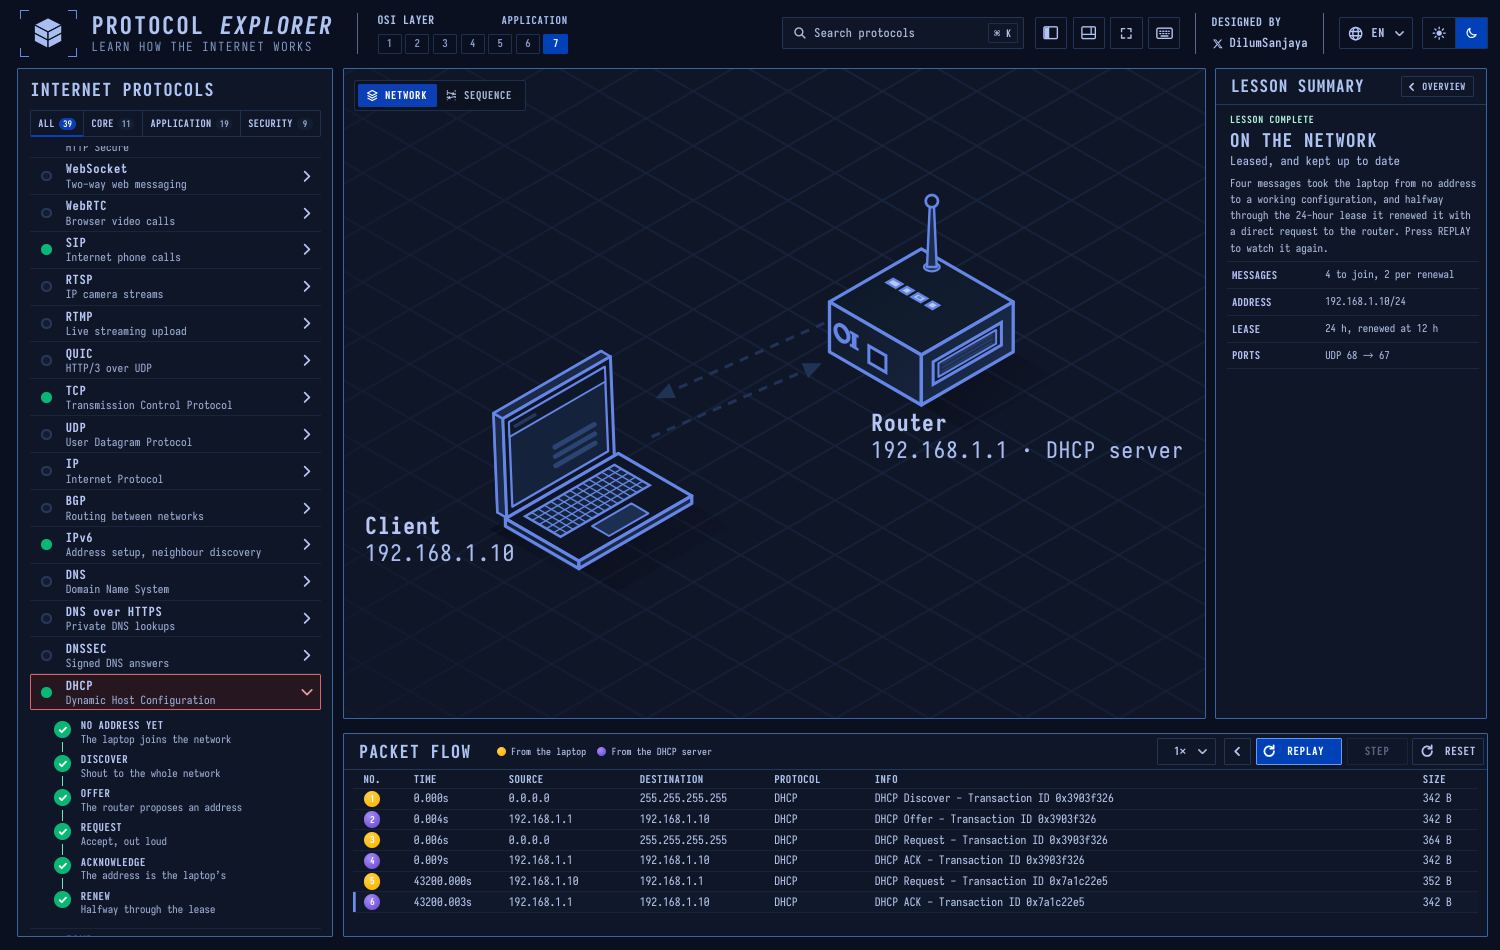 PROTOCOL EXPLORER
LEARN HOW THE INTERNET WORKS
OSI LAYER APPLICATION
1 2 3 4 5 6 7
Search protocols ⌘ K
DESIGNED BY
DilumSanjaya
EN
INTERNET PROTOCOLS
ALL 39 CORE 11 APPLICATION 19 SECURITY 9
HTTP Secure
WebSocket
Two-way web messaging
WebRTC
Browser video calls
SIP
Internet phone calls
RTSP
IP camera streams
RTMP
Live streaming upload
QUIC
HTTP/3 over UDP
TCP
Transmission Control Protocol
UDP
User Datagram Protocol
IP
Internet Protocol
BGP
Routing between networks
IPv6
Address setup, neighbour discovery
DNS
Domain Name System
DNS over HTTPS
Private DNS lookups
DNSSEC
Signed DNS answers
DHCP
Dynamic Host Configuration
NO ADDRESS YET
The laptop joins the network
DISCOVER
Shout to the whole network
OFFER
The router proposes an address
REQUEST
Accept, out loud
ACKNOWLEDGE
The address is the laptop's
RENEW
Halfway through the lease
NETWORK SEQUENCE
Router
192.168.1.1 · DHCP server
Client
192.168.1.10
LESSON SUMMARY
OVERVIEW
LESSON COMPLETE
ON THE NETWORK
Leased, and kept up to date
Four messages took the laptop from no address
to a working configuration, and halfway
through the 24-hour lease it renewed it with
a direct request to the router. Press REPLAY
to watch it again.
MESSAGES 4 to join, 2 per renewal
ADDRESS 192.168.1.10/24
LEASE 24 h, renewed at 12 h
PORTS UDP 68 → 67
PACKET FLOW From the laptop From the DHCP server
1× REPLAY STEP RESET
NO. TIME SOURCE DESTINATION PROTOCOL INFO SIZE
1 0.000s 0.0.0.0 255.255.255.255 DHCP DHCP Discover - Transaction ID 0x3903f326 342 B
2 0.004s 192.168.1.1 192.168.1.10 DHCP DHCP Offer - Transaction ID 0x3903f326 342 B
3 0.006s 0.0.0.0 255.255.255.255 DHCP DHCP Request - Transaction ID 0x3903f326 364 B
4 0.009s 192.168.1.1 192.168.1.10 DHCP DHCP ACK - Transaction ID 0x3903f326 342 B
5 43200.000s 192.168.1.10 192.168.1.1 DHCP DHCP Request - Transaction ID 0x7a1c22e5 352 B
6 43200.003s 192.168.1.1 192.168.1.10 DHCP DHCP ACK - Transaction ID 0x7a1c22e5 342 B